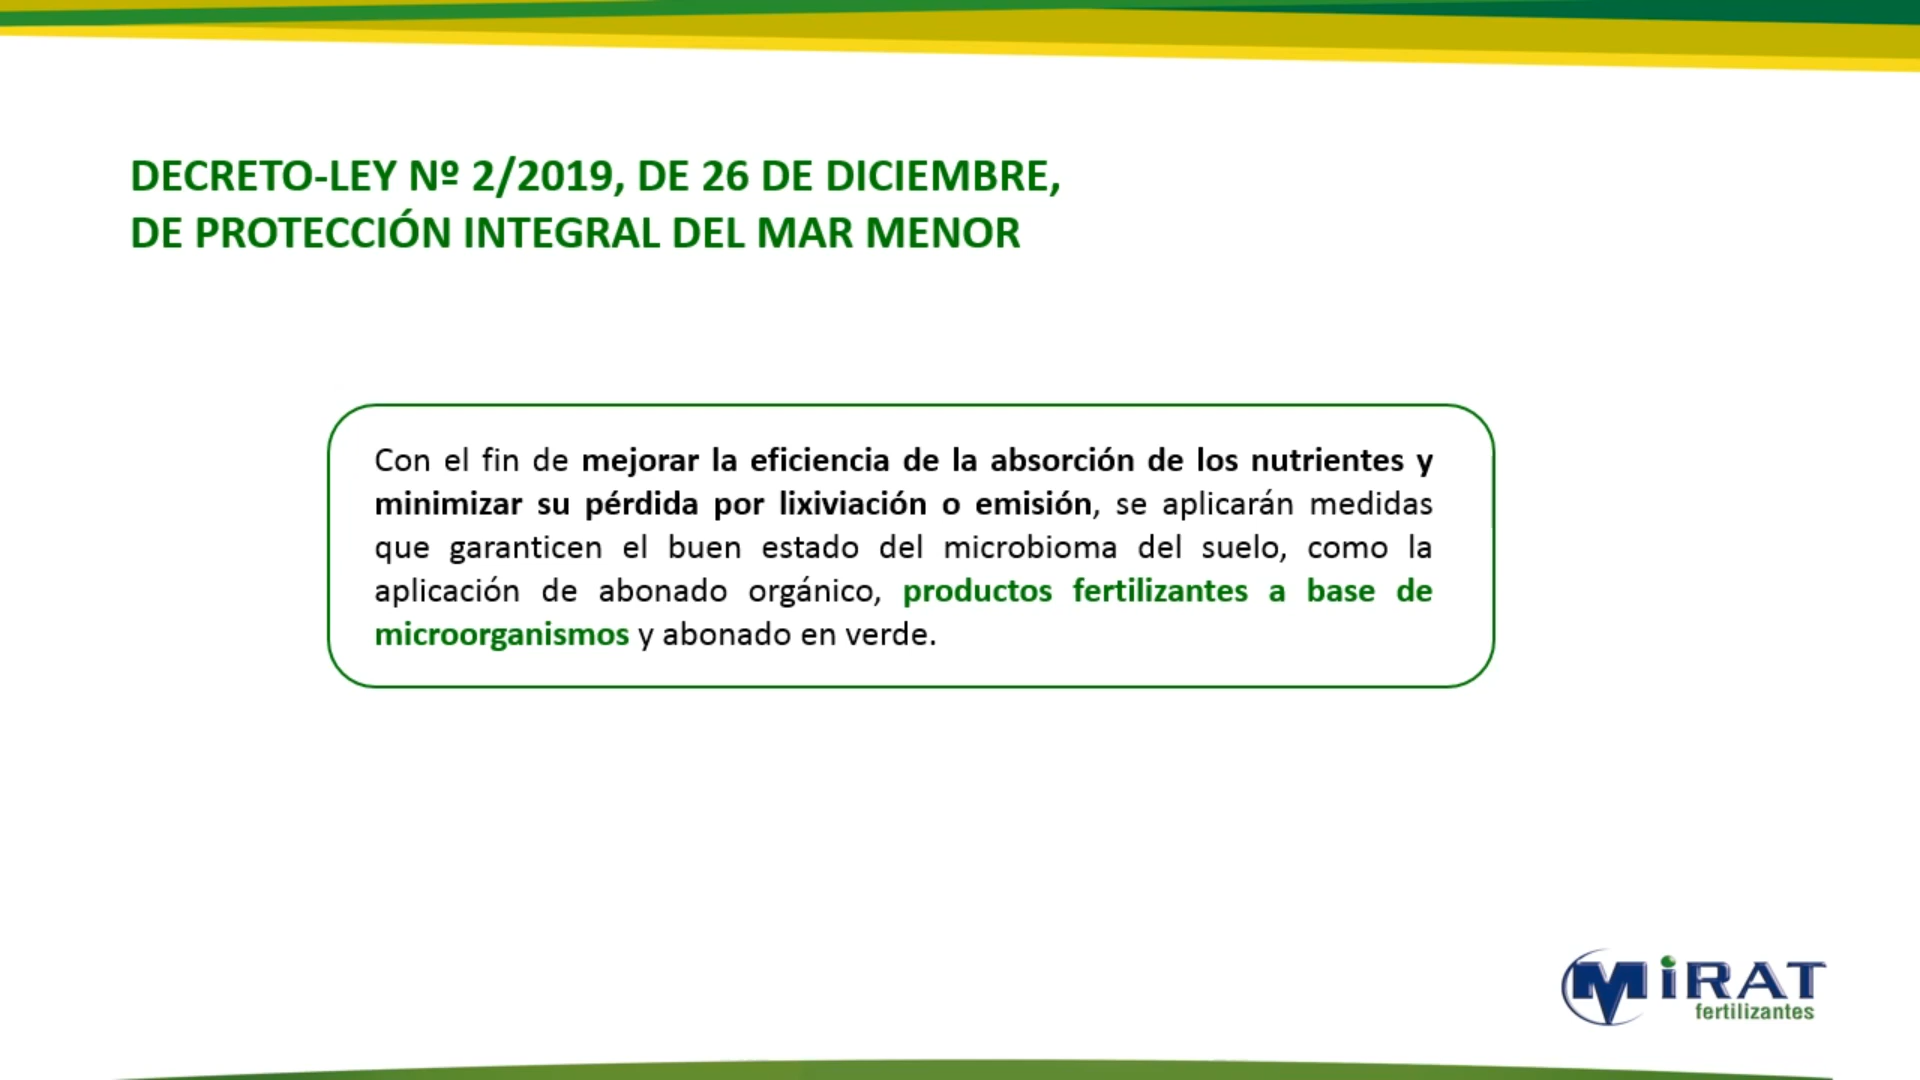 DECRETO-LEY Nº 2/2019, DE 26 DE DICIEMBRE,
DE PROTECCIÓN INTEGRAL DEL MAR MENOR
Con el fin de mejorar la eficiencia de la absorción de los nutrientes y
minimizar su pérdida por lixiviación o emisión, se aplicarán medidas
que garanticen el buen estado del microbioma del suelo, como la
aplicación de abonado orgánico, productos fertilizantes a base de
microorganismos y abonado en verde.
MiRAT
fertilizantes